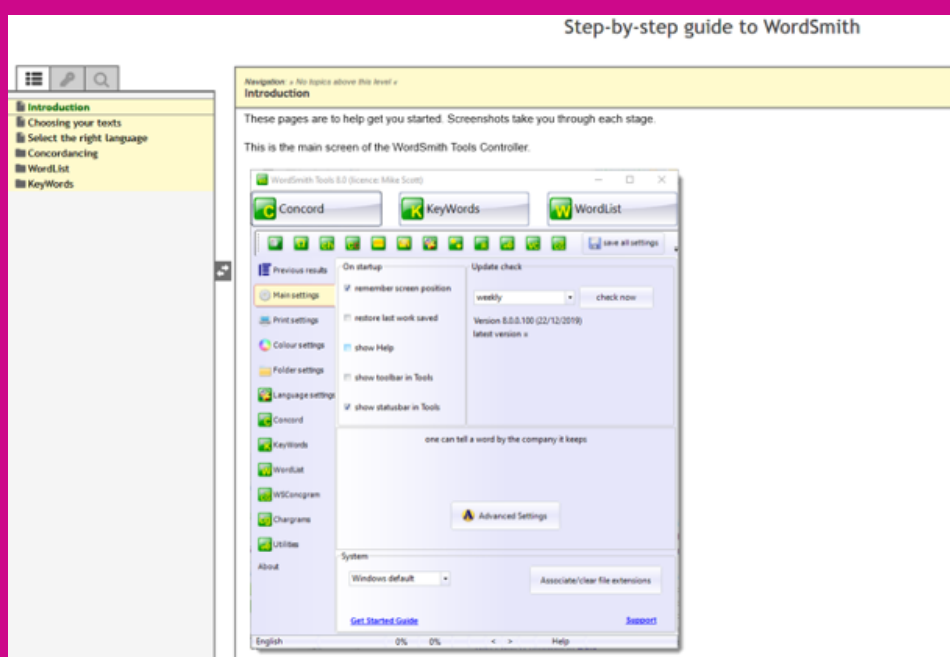 Step-by-step guide to WordSmith
Introduction
Choosing your texts
Select the right language
Concordancing
WordList
KeyWords
Navigation: » No topics above this level «
Introduction
These pages are to help get you started. Screenshots take you through each stage.
This is the main screen of the WordSmith Tools Controller.
WordSmith Tools 8.0 (licence: Mike Scott)
Concord KeyWords WordList
save all settings
Previous results
Main settings
Print settings
Colour settings
Folder settings
Language settings
Concord
KeyWords
WordList
WSConcgram
Chargrams
Utilities
About
On startup
remember screen position
restore last work saved
show Help
show toolbar in Tools
show statusbar in Tools
Update check
weekly check now
Version 8.0.0.100 (22/12/2019)
latest version =
one can tell a word by the company it keeps
Advanced Settings
System
Windows default Associate/clear file extensions
Get Started Guide Support
English 0% 0% < > Help